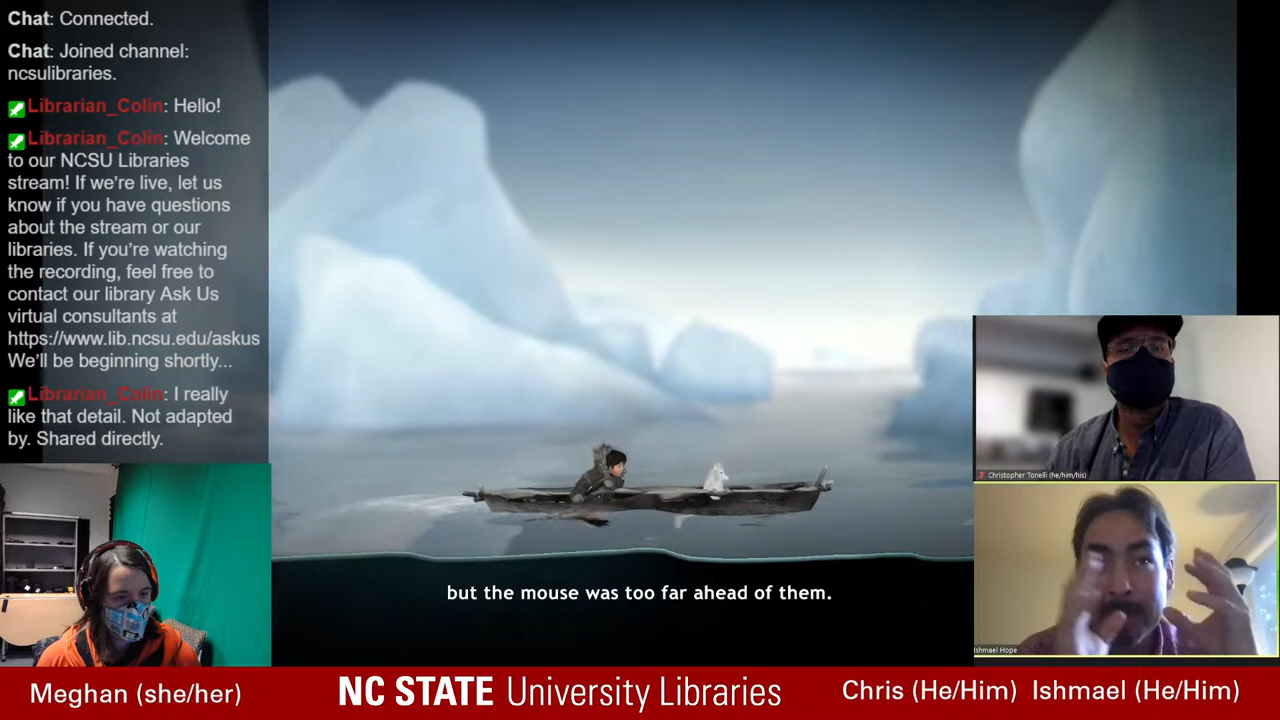 Chat: Connected.
Chat: Joined channel:
ncsulibraries.
Librarian_Colin: Hello!
Librarian_Colin: Welcome
to our NCSU Libraries
stream! If we're live, let us
know if you have questions
about the stream or our
libraries. If you're watching
the recording, feel free to
contact our library Ask Us
virtual consultants at
https://www.lib.ncsu.edu/askus
We'll be beginning shortly...
Librarian_Colin: I really
like that detail. Not adapted
by. Shared directly.
but the mouse was too far ahead of them.
Christopher Tonelli (he/him/his)
Ishmael Hope
Meghan (she/her)
NC STATE University Libraries
Chris (He/Him) Ishmael (He/Him)